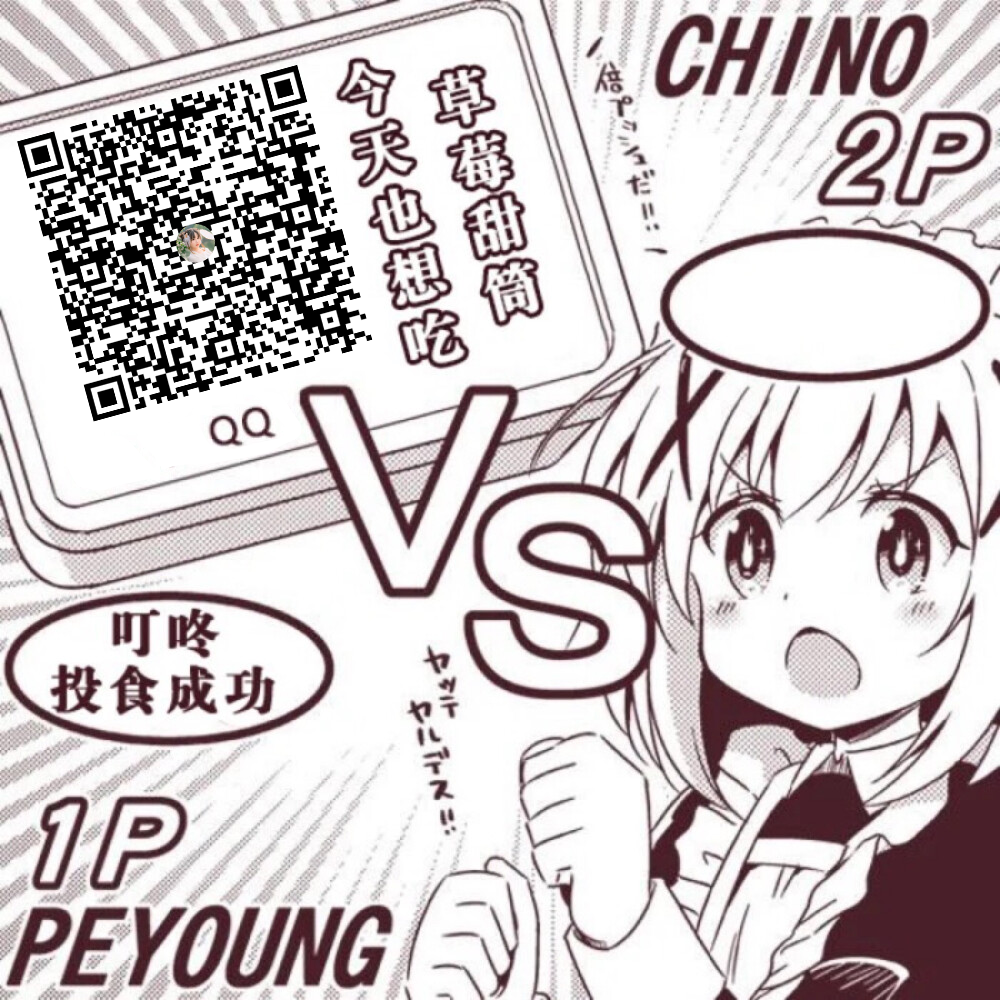 CHINO
2P
倍プッシュだ!!
草莓甜筒
今天也想吃
QQ
VS
叮咚
投食成功
ヤッテ
ヤルデス!!
1P
PEYOUNG